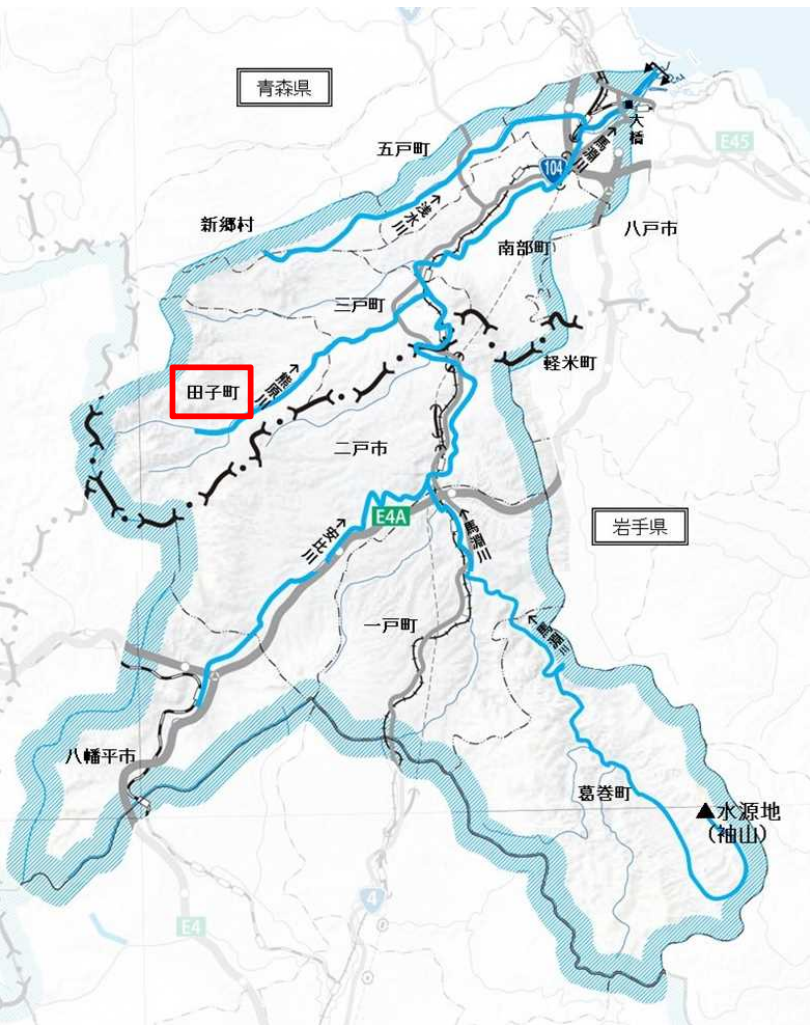 青森県
大橋
五戸町
E45
↑馬淵川
104
↑浅水川
新郷村
八戸市
南部町
三戸町
軽米町
↑熊原川
田子町
二戸市
E4A
岩手県
↑安比川
↑馬淵川
一戸町
↑馬淵川
八幡平市
葛巻町
▲水源地
(袖山)
4
E4